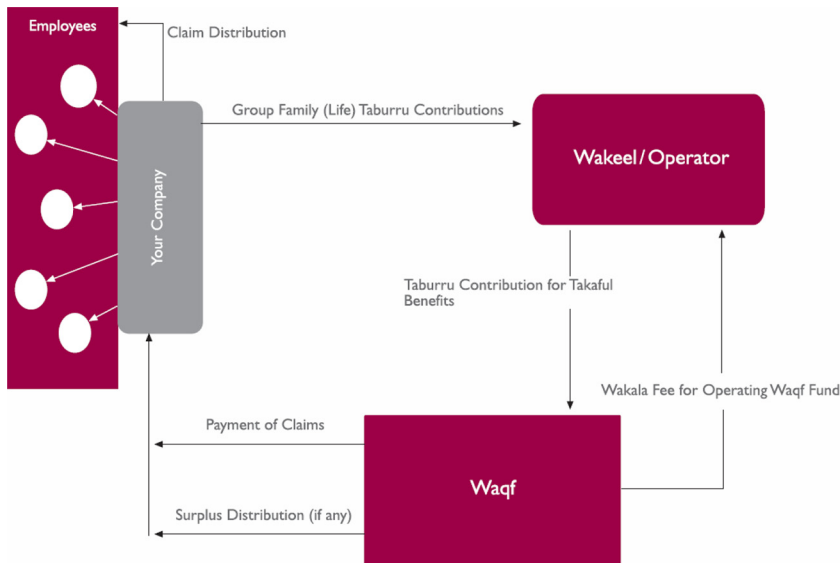 Employees
Claim Distribution
Group Family (Life) Taburru Contributions
Wakeel/Operator
Your Company
Taburru Contribution for Takaful
Benefits
Wakala Fee for Operating Waqf Fund
Payment of Claims
Waqf
Surplus Distribution (if any)